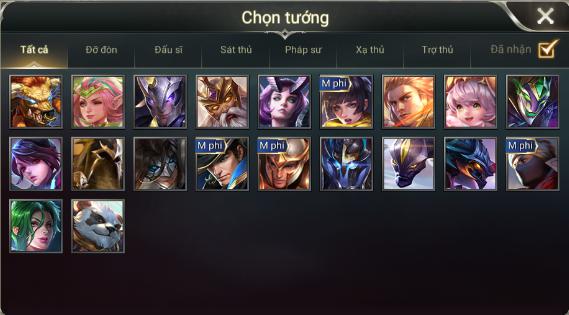 Chọn tướng
Tất cả Đỡ đòn Đấu sĩ Sát thủ Pháp sư Xạ thủ Trợ thủ Đã nhận
M phí
M phí M phí M phí